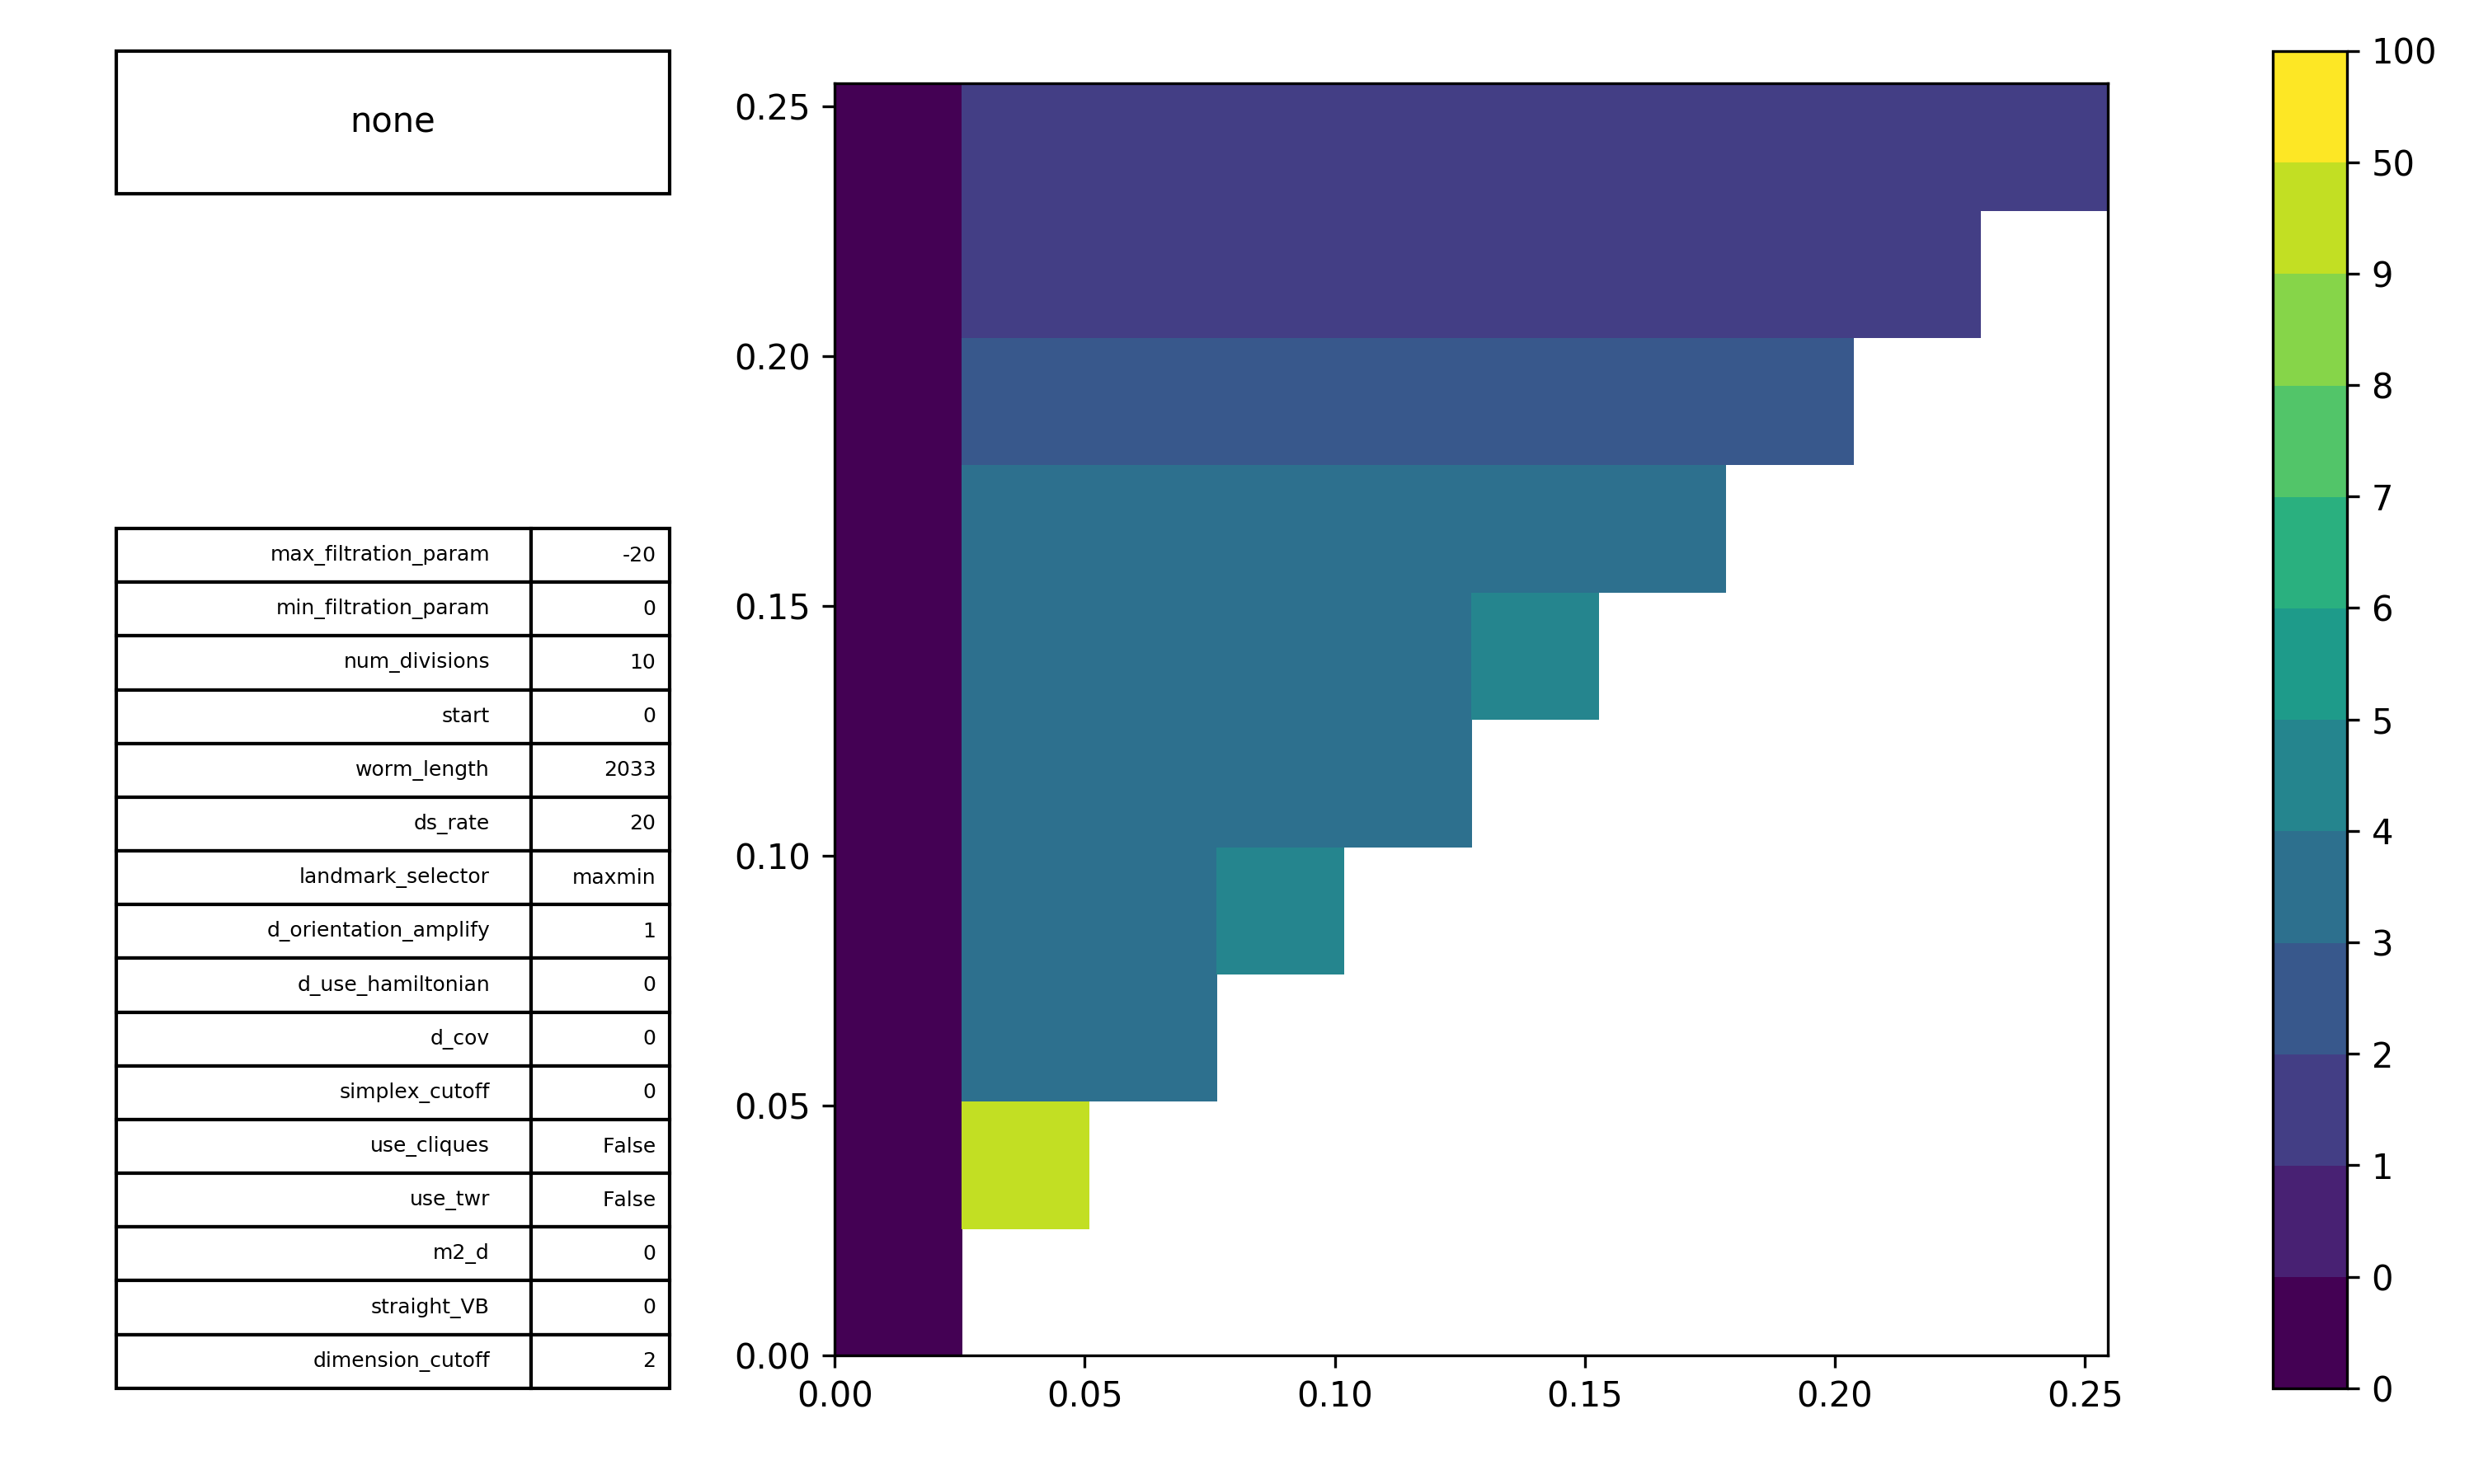 none
max_filtration_param -20
min_filtration_param 0
num_divisions 10
start 0
worm_length 2033
ds_rate 20
landmark_selector maxmin
d_orientation_amplify 1
d_use_hamiltonian 0
d_cov 0
simplex_cutoff 0
use_cliques False
use_twr False
m2_d 0
straight_VB 0
dimension_cutoff 2
0.25
0.20
0.15
0.10
0.05
0.00
0.00 0.05 0.10 0.15 0.20 0.25
100
50
9
8
7
6
5
4
3
2
1
0
0